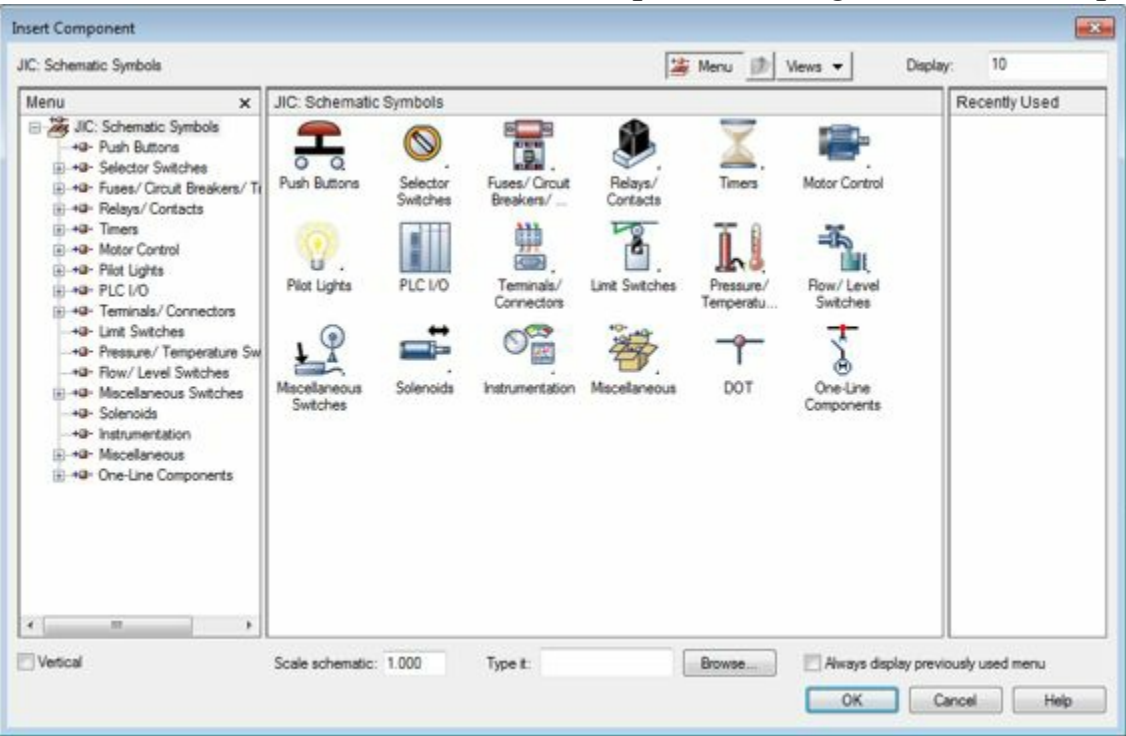 Insert Component
JIC: Schematic Symbols
Menu
Views
Display:
10
Menu
JIC: Schematic Symbols
Push Buttons
Selector Switches
Fuses/ Circuit Breakers/ Tr
Relays/ Contacts
Timers
Motor Control
Pilot Lights
PLC I/O
Terminals/ Connectors
Limit Switches
Pressure/ Temperature Sw
Flow/ Level Switches
Miscellaneous Switches
Solenoids
Instrumentation
Miscellaneous
One-Line Components
JIC: Schematic Symbols
Push Buttons
Selector
Switches
Fuses/ Circuit
Breakers/ ...
Relays/
Contacts
Timers
Motor Control
Pilot Lights
PLC I/O
Terminals/
Connectors
Limit Switches
Pressure/
Temperatu...
Flow/ Level
Switches
Miscellaneous
Switches
Solenoids
Instrumentation
Miscellaneous
DOT
One-Line
Components
Recently Used
Vertical
Scale schematic: 1.000
Type it:
Browse...
Always display previously used menu
OK
Cancel
Help